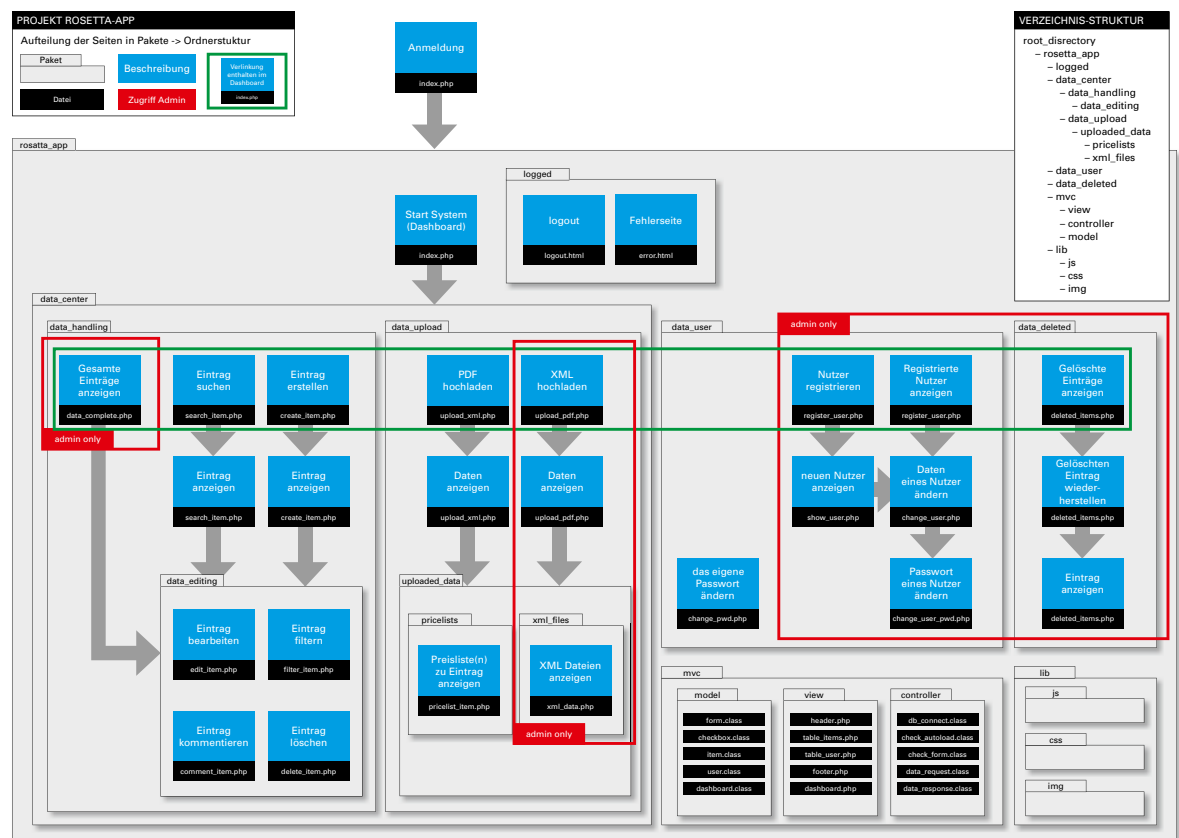 PROJEKT ROSETTA-APP
Aufteilung der Seiten in Pakete -> Ordnerstuktur
Paket
Beschreibung
Verlinkung
enthalten im
Dashboard
index.php
Datei
Zugriff Admin
Anmeldung
index.php
VERZEICHNIS-STRUKTUR
root_disrectory
– rosetta_app
– logged
– data_center
– data_handling
– data_editing
– data_upload
– uploaded_data
– pricelists
– xml_files
– data_user
– data_deleted
– mvc
– view
– controller
– model
– lib
– js
– css
– img
rosatta_app
Start System
(Dashboard)
index.php
logged
logout
logout.html
Fehlerseite
error.html
data_center
data_handling
Gesamte
Einträge
anzeigen
data_complete.php
admin only
Eintrag
suchen
search_item.php
Eintrag
erstellen
create_item.php
Eintrag
anzeigen
search_item.php
Eintrag
anzeigen
create_item.php
data_editing
Eintrag
bearbeiten
edit_item.php
Eintrag
filtern
filter_item.php
Eintrag
kommentieren
comment_item.php
Eintrag
löschen
delete_item.php
data_upload
PDF
hochladen
upload_xml.php
XML
hochladen
upload_pdf.php
Daten
anzeigen
upload_xml.php
Daten
anzeigen
upload_pdf.php
uploaded_data
pricelists
Preisliste(n)
zu Eintrag
anzeigen
pricelist_item.php
xml_files
XML Dateien
anzeigen
xml_data.php
admin only
data_user
admin only
Nutzer
registrieren
register_user.php
Registrierte
Nutzer
anzeigen
register_user.php
neuen Nutzer
anzeigen
show_user.php
Daten
eines Nutzer
ändern
change_user.php
das eigene
Passwort
ändern
change_pwd.php
Passwort
eines Nutzer
ändern
change_user_pwd.php
data_deleted
Gelöschte
Einträge
anzeigen
deleted_items.php
Gelöschten
Eintrag
wieder-
herstellen
deleted_items.php
Eintrag
anzeigen
deleted_items.php
mvc
model
form.class
checkbox.class
item.class
user.class
dashboard.class
view
header.php
table_items.php
table_user.php
footer.php
dashboard.php
controller
db_connect.class
check_autoload.class
check_form.class
data_request.class
data_response.class
lib
js
css
img